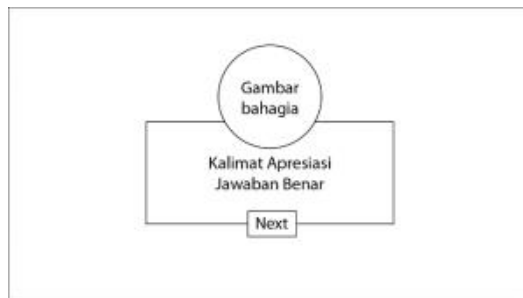 Gambar
bahagia
Kalimat Apresiasi
Jawaban Benar
Next